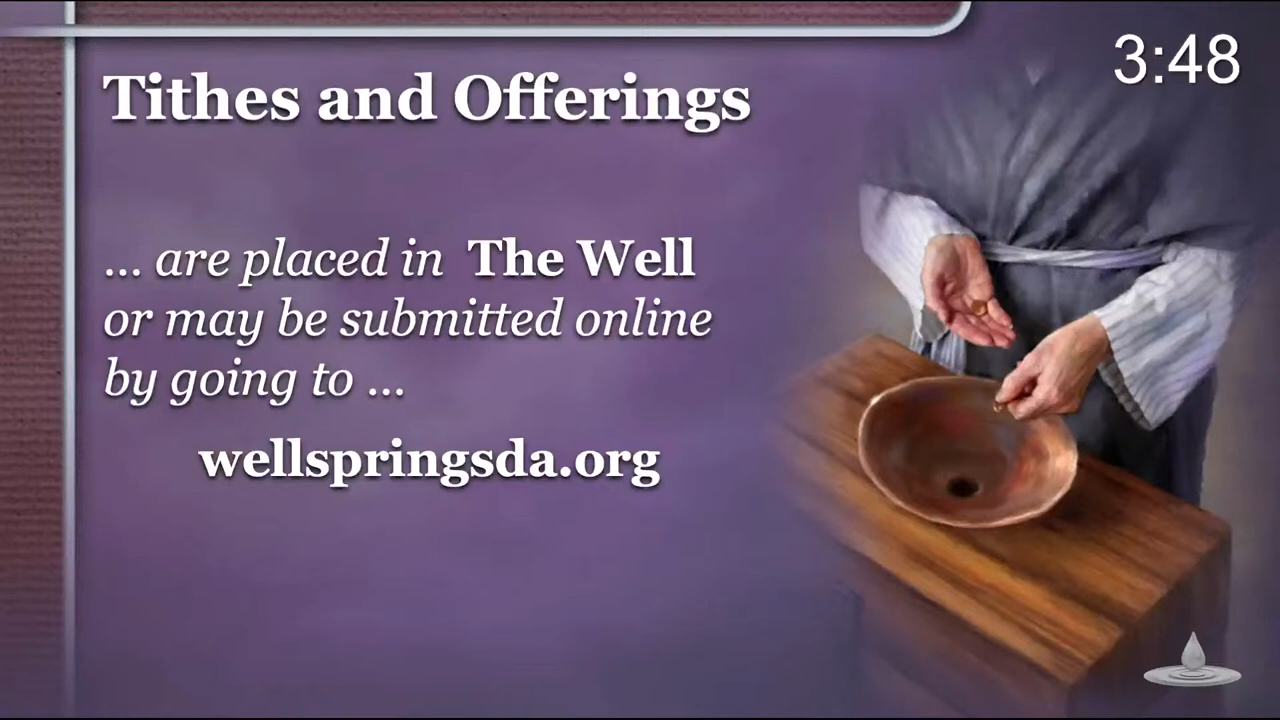 3:48
Tithes and Offerings
... are placed in The Well
or may be submitted online
by going to ...
wellspringsda.org